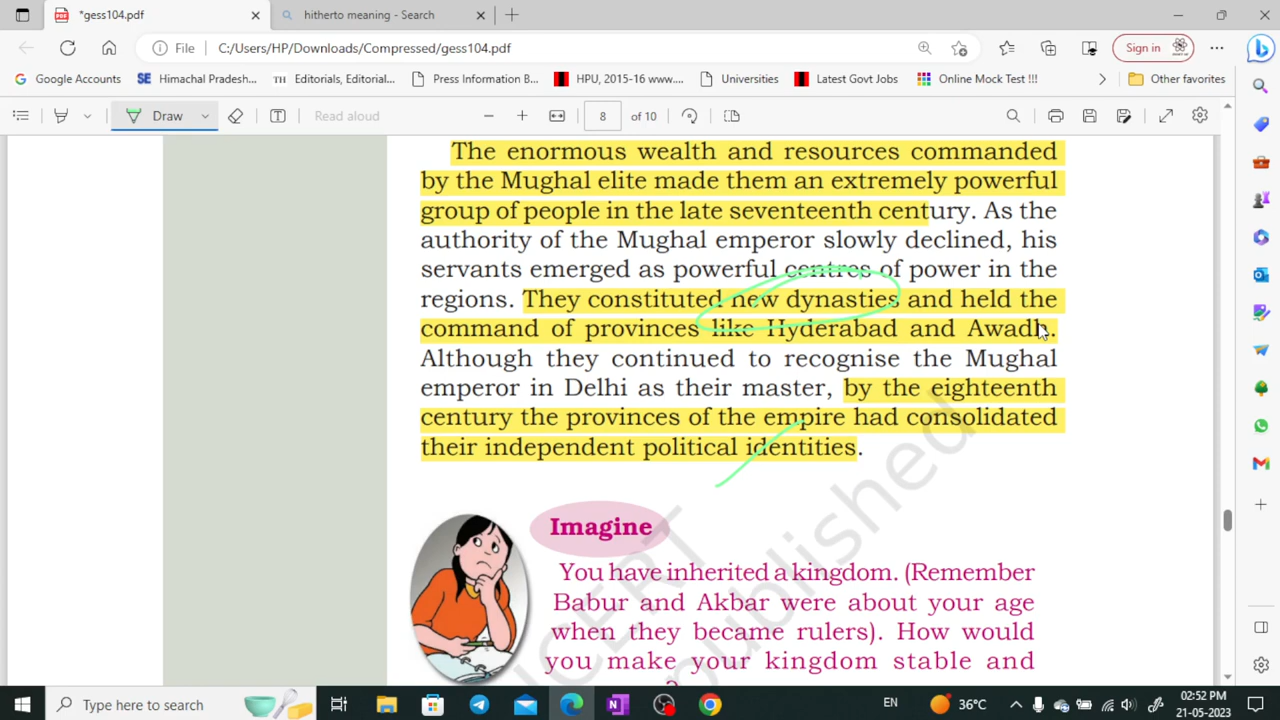 *gess104.pdf
hitherto meaning - Search
File
C:/Users/HP/Downloads/Compressed/gess104.pdf
Sign in
Google Accounts
SE Himachal Pradesh...
TH Editorials, Editorial...
Press Information B...
HPU, 2015-16 www....
Universities
Latest Govt Jobs
Online Mock Test !!!
Other favorites
Draw
Read aloud
8 of 10
The enormous wealth and resources commanded
by the Mughal elite made them an extremely powerful
group of people in the late seventeenth century. As the
authority of the Mughal emperor slowly declined, his
servants emerged as powerful centres of power in the
regions. They constituted new dynasties and held the
command of provinces like Hyderabad and Awadh.
Although they continued to recognise the Mughal
emperor in Delhi as their master, by the eighteenth
century the provinces of the empire had consolidated
their independent political identities.
Imagine
You have inherited a kingdom. (Remember
Babur and Akbar were about your age
when they became rulers). How would
you make your kingdom stable and
NCERT
published
Type here to search
EN
36°C
02:52 PM
21-05-2023